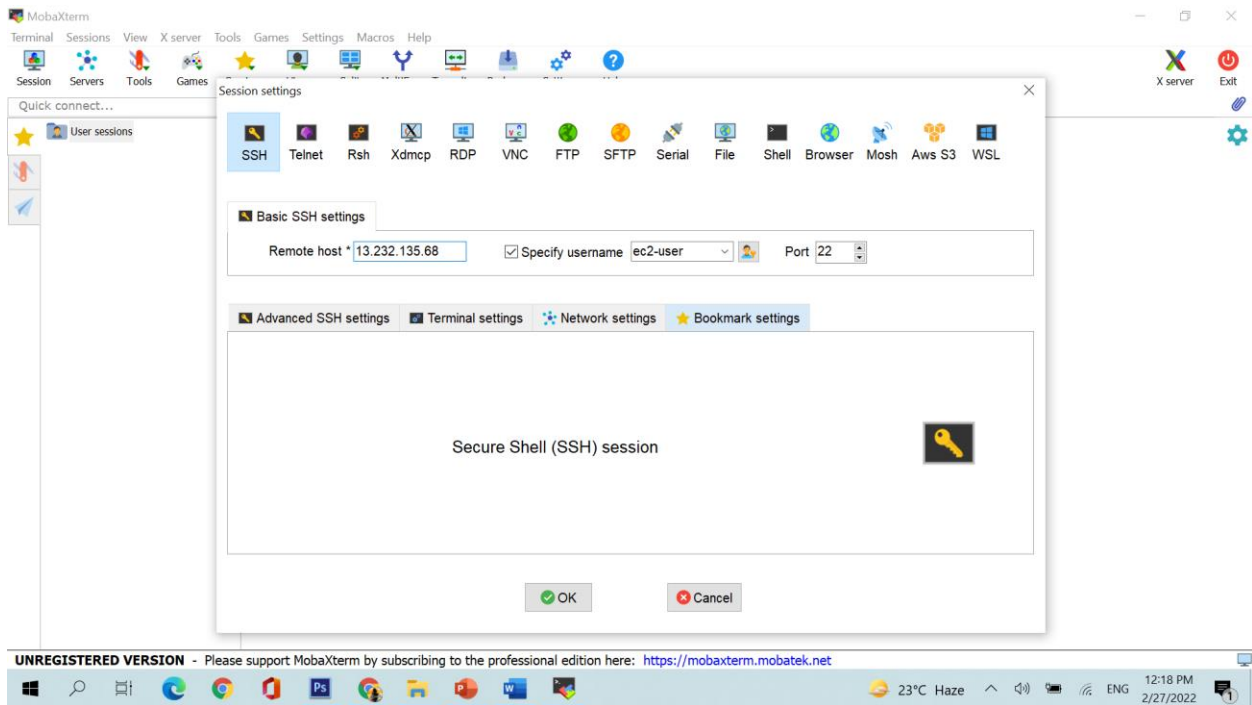 MobaXterm
Terminal Sessions View X server Tools Games Settings Macros Help
Session Servers Tools Games X server Exit
Quick connect...
User sessions
Session settings
SSH Telnet Rsh Xdmcp RDP VNC FTP SFTP Serial File Shell Browser Mosh Aws S3 WSL
Basic SSH settings
Remote host * 13.232.135.68 Specify username ec2-user Port 22
Advanced SSH settings Terminal settings Network settings Bookmark settings
Secure Shell (SSH) session
OK Cancel
UNREGISTERED VERSION - Please support MobaXterm by subscribing to the professional edition here: https://mobaxterm.mobatek.net
Ps
23°C Haze ENG 12:18 PM
2/27/2022
1